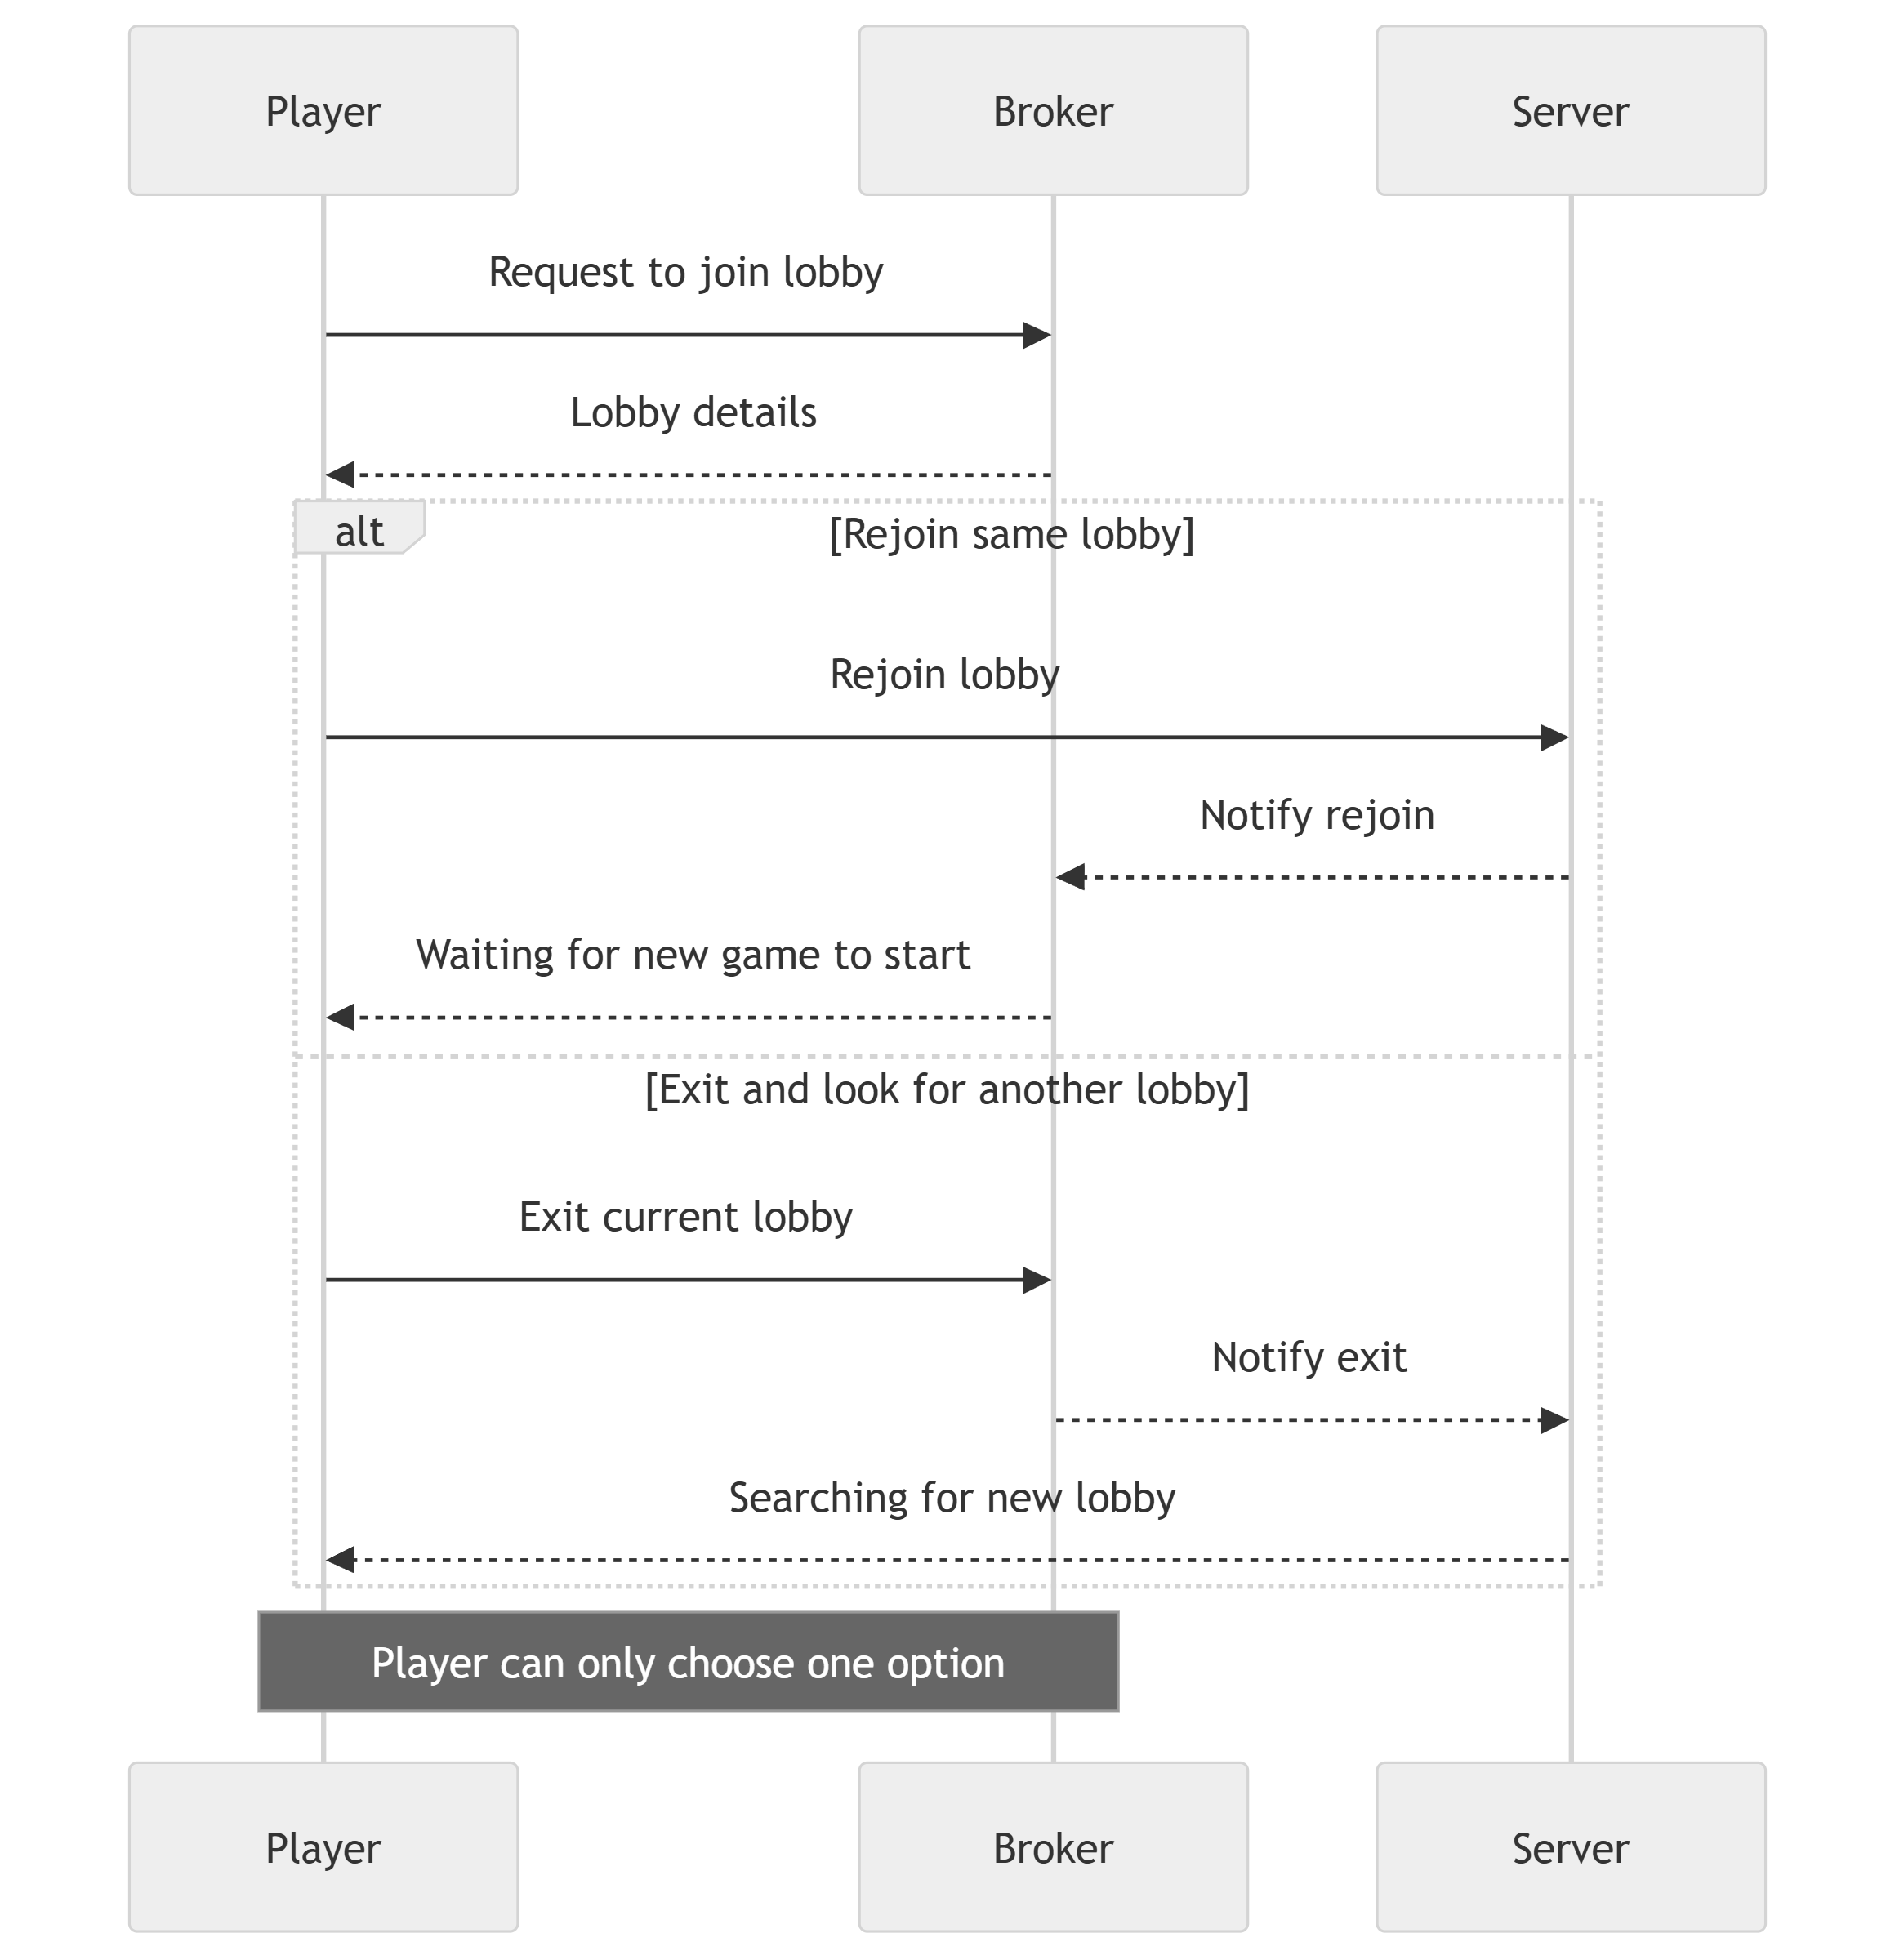 Player
Broker
Server
Request to join lobby
Lobby details
alt
[Rejoin same lobby]
Rejoin lobby
Notify rejoin
Waiting for new game to start
[Exit and look for another lobby]
Exit current lobby
Notify exit
Searching for new lobby
Player can only choose one option
Player
Broker
Server